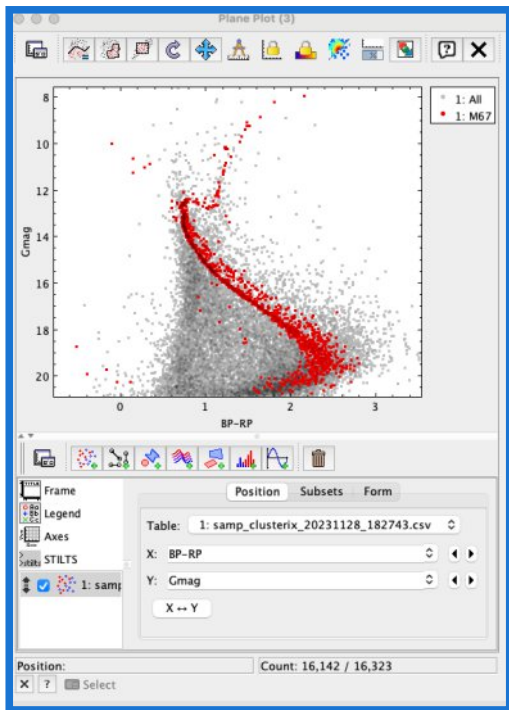 Plane Plot (3)
1: All
1: M67
8
10
12
14
16
18
20
Gmag
0
1
2
3
BP-RP
Frame
Legend
Axes
STILTS
1: samp
Position Subsets Form
Table: 1: samp_clusterix_20231128_182743.csv
X: BP-RP
Y: Gmag
X ↔ Y
Position:
Count: 16,142 / 16,323
Select